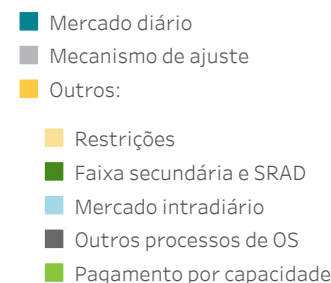 Mercado diário
Mecanismo de ajuste
Outros:
Restrições
Faixa secundária e SRAD
Mercado intradiário
Outros processos de OS
Pagamento por capacidade